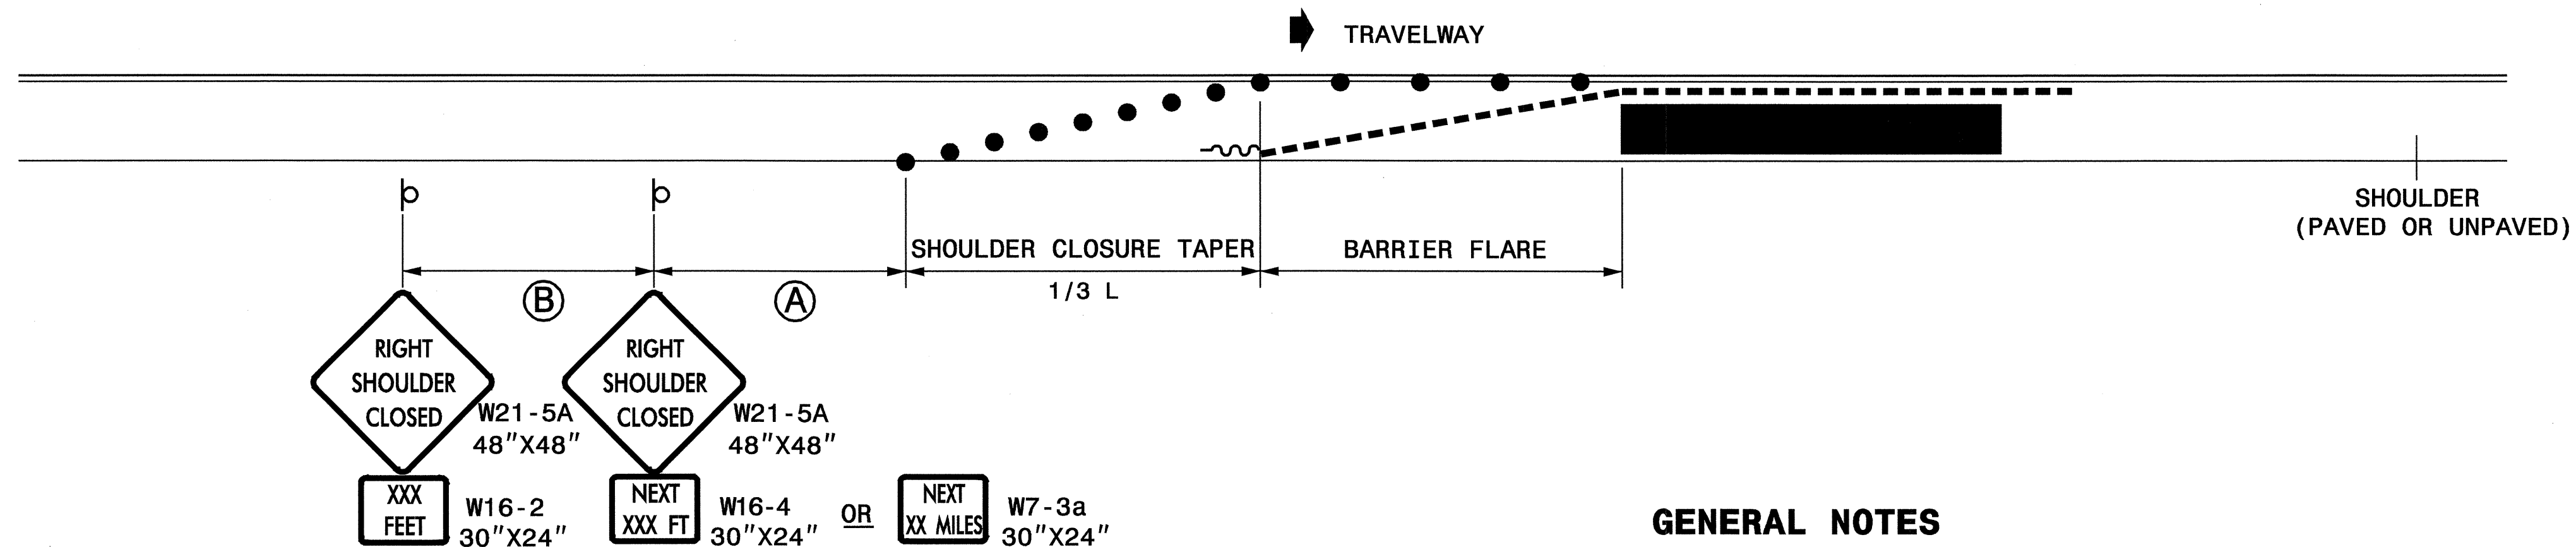 TRAVELWAY
SHOULDER
(PAVED OR UNPAVED)
SHOULDER CLOSURE TAPER
BARRIER FLARE
1/3 L
B
A
RIGHT
SHOULDER
CLOSED
W21-5A
48"X48"
RIGHT
SHOULDER
CLOSED
W21-5A
48"X48"
XXX
FEET
W16-2
30"X24"
NEXT
XXX FT
W16-4
30"X24"
OR
NEXT
XX MILES
W7-3a
30"X24"
GENERAL NOTES